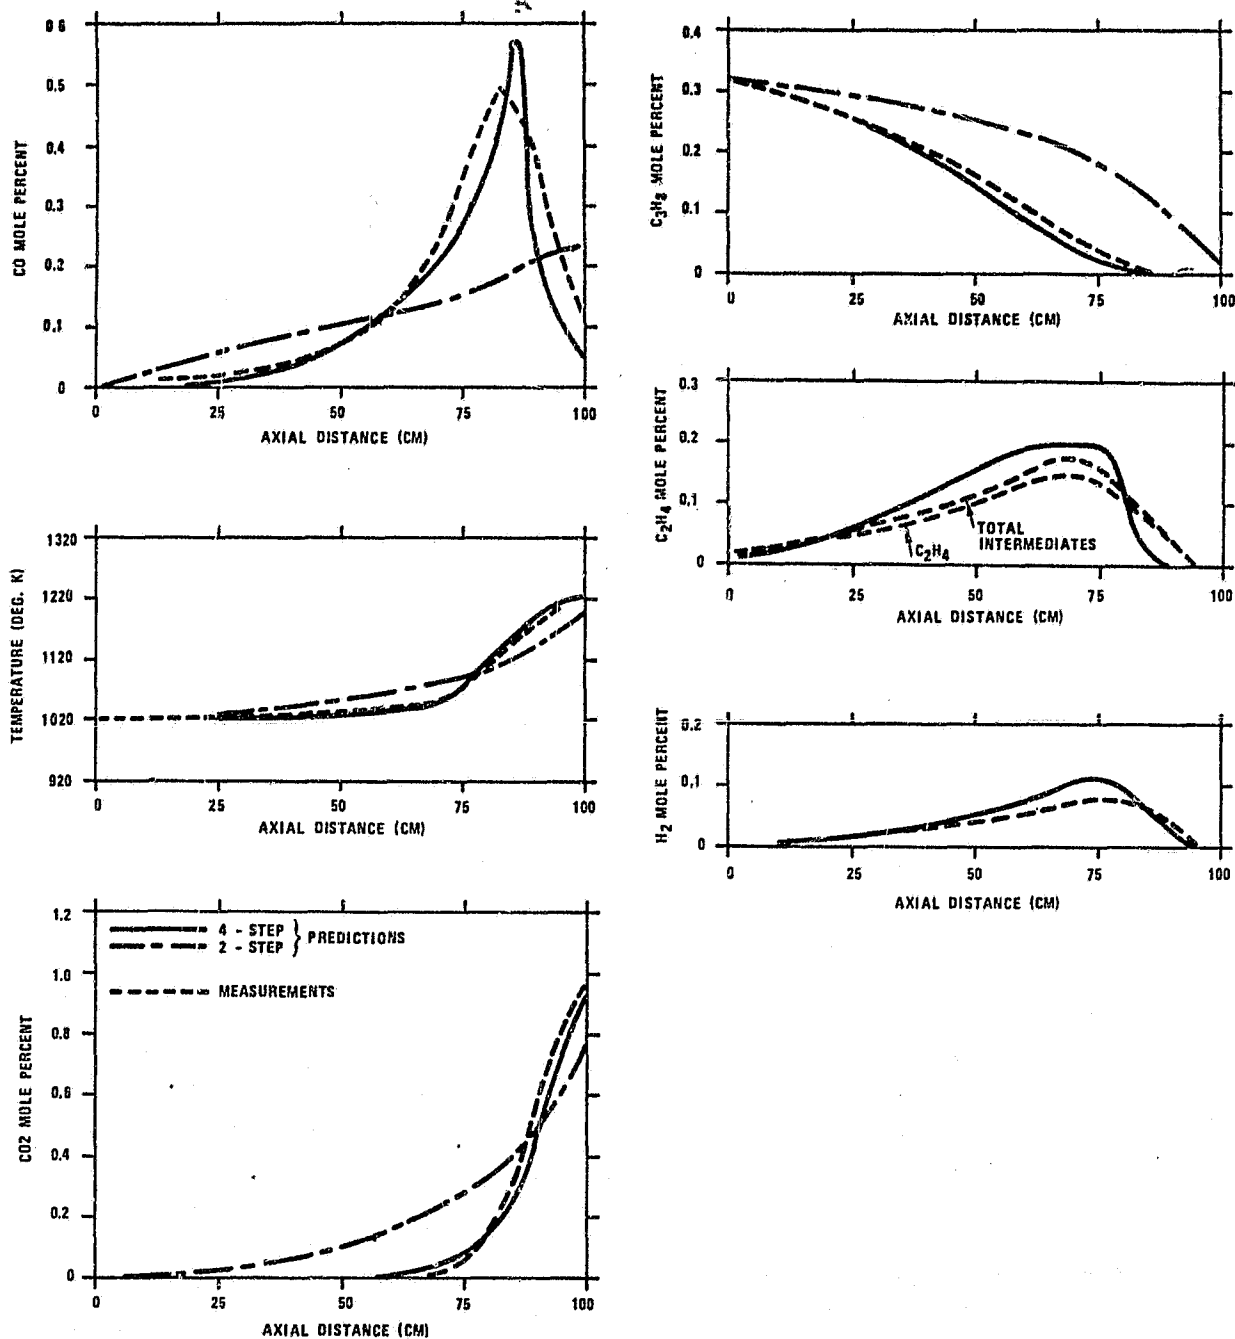 0 6
0.5
0.4
0.3
0.2
0.1
0
CO MOLE PERCENT
0 25 50 75 100
AXIAL DISTANCE (CM)
1320
1220
1120
1020
920
TEMPERATURE (DEG. K)
0 25 50 75 100
AXIAL DISTANCE (CM)
1.2
1.0
0.8
0.6
0.4
0.2
0
CO2 MOLE PERCENT
4 - STEP
2 - STEP
PREDICTIONS
MEASUREMENTS
0 25 50 75 100
AXIAL DISTANCE (CM)
0.4
0.3
0.2
0.1
0
C3H8 MOLE PERCENT
0 25 50 75 100
AXIAL DISTANCE (CM)
0.3
0.2
0.1
0
C2H4 MOLE PERCENT
TOTAL
INTERMEDIATES
C2H4
0 25 50 75 100
AXIAL DISTANCE (CM)
0.2
0.1
0
H2 MOLE PERCENT
0 25 50 75 100
AXIAL DISTANCE (CM)